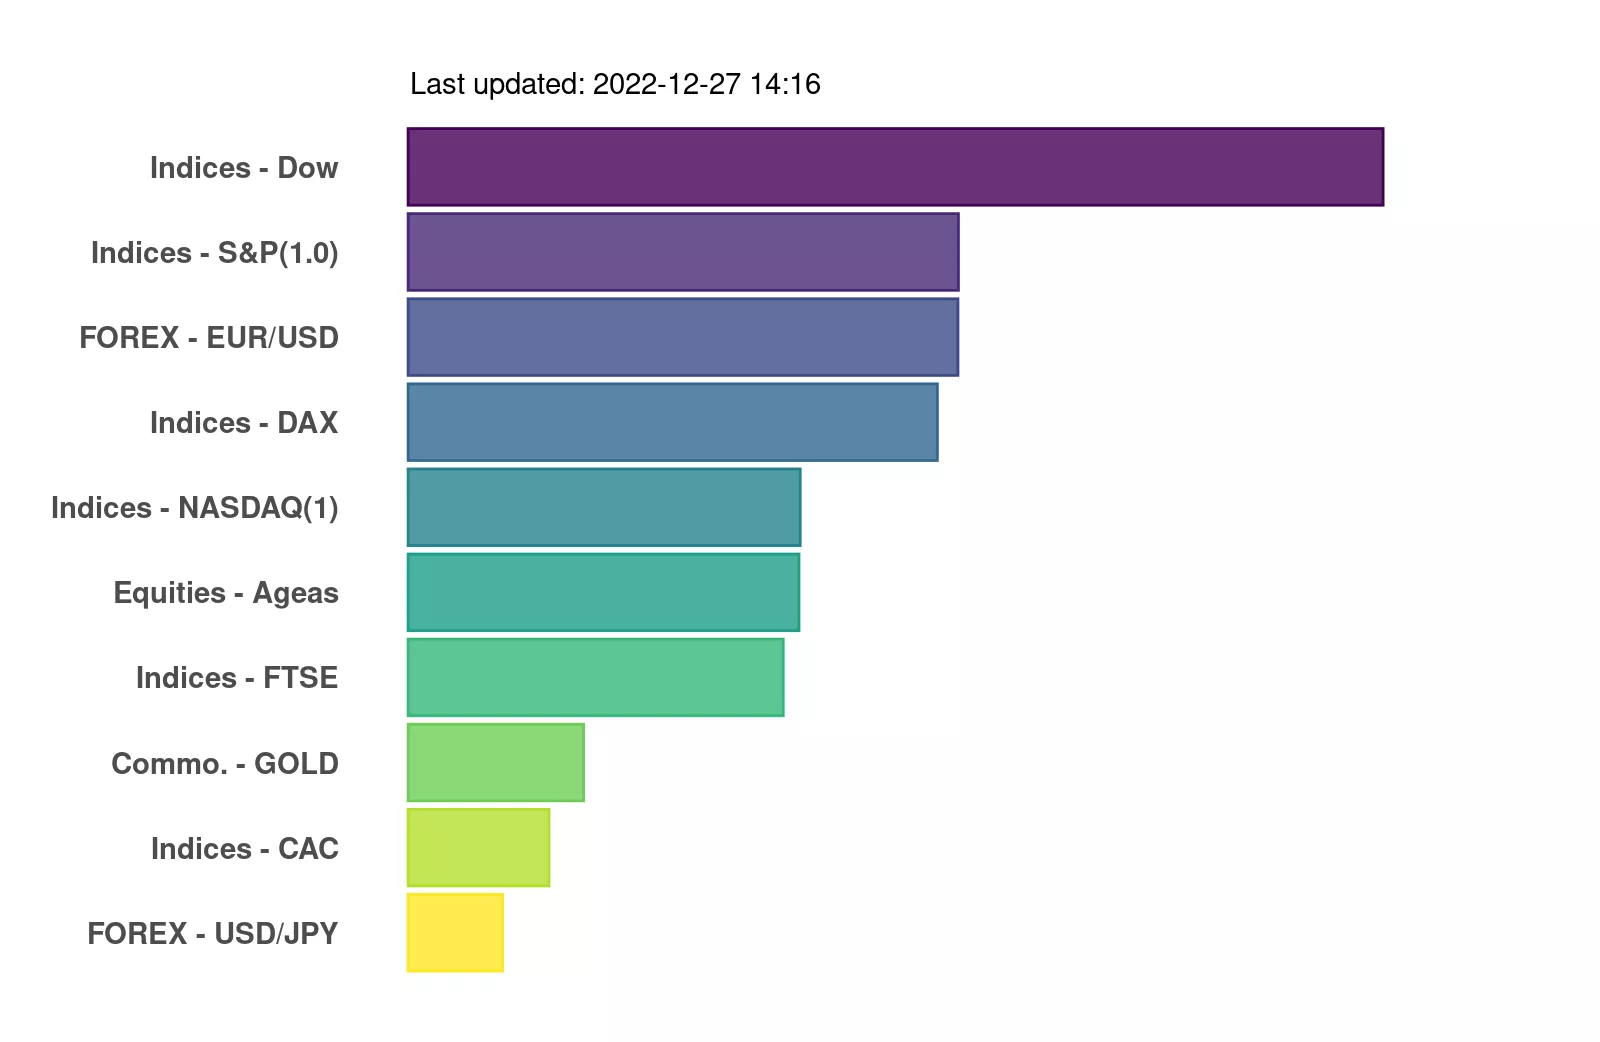 Last updated: 2022-12-27 14:16
Indices - Dow
Indices - S&P(1.0)
FOREX - EUR/USD
Indices - DAX
Indices - NASDAQ(1)
Equities - Ageas
Indices - FTSE
Commo. - GOLD
Indices - CAC
FOREX - USD/JPY